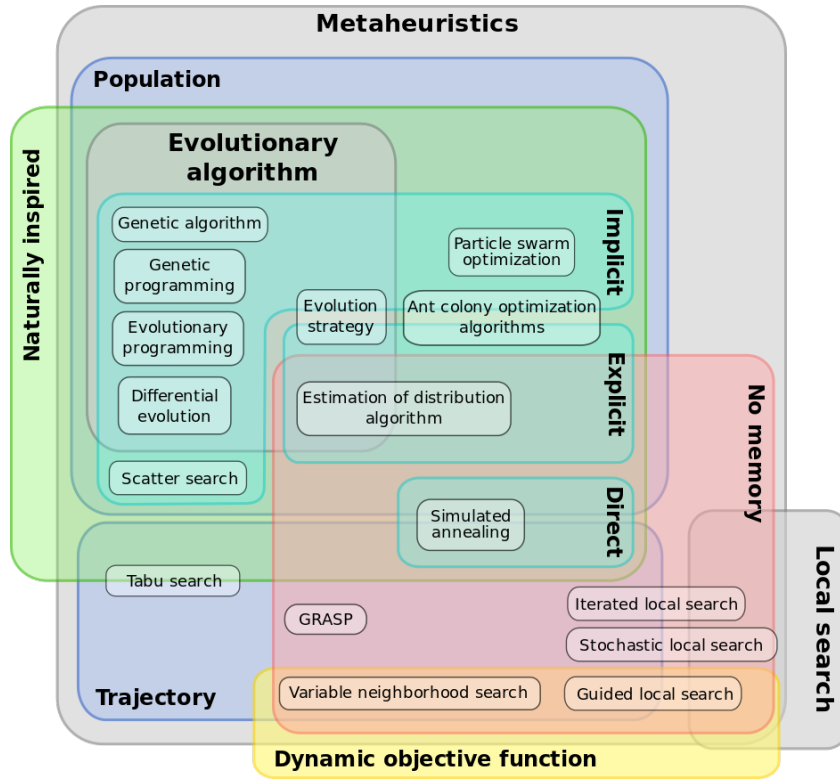 Metaheuristics
Population
Evolutionary
algorithm
Naturally inspired
Implicit
Genetic algorithm
Particle swarm
optimization
Genetic
programming
Evolution
strategy
Ant colony optimization
algorithms
Evolutionary
programming
Explicit
Differential
evolution
Estimation of distribution
algorithm
No memory
Scatter search
Direct
Simulated
annealing
Local search
Tabu search
Iterated local search
GRASP
Stochastic local search
Trajectory
Variable neighborhood search
Guided local search
Dynamic objective function